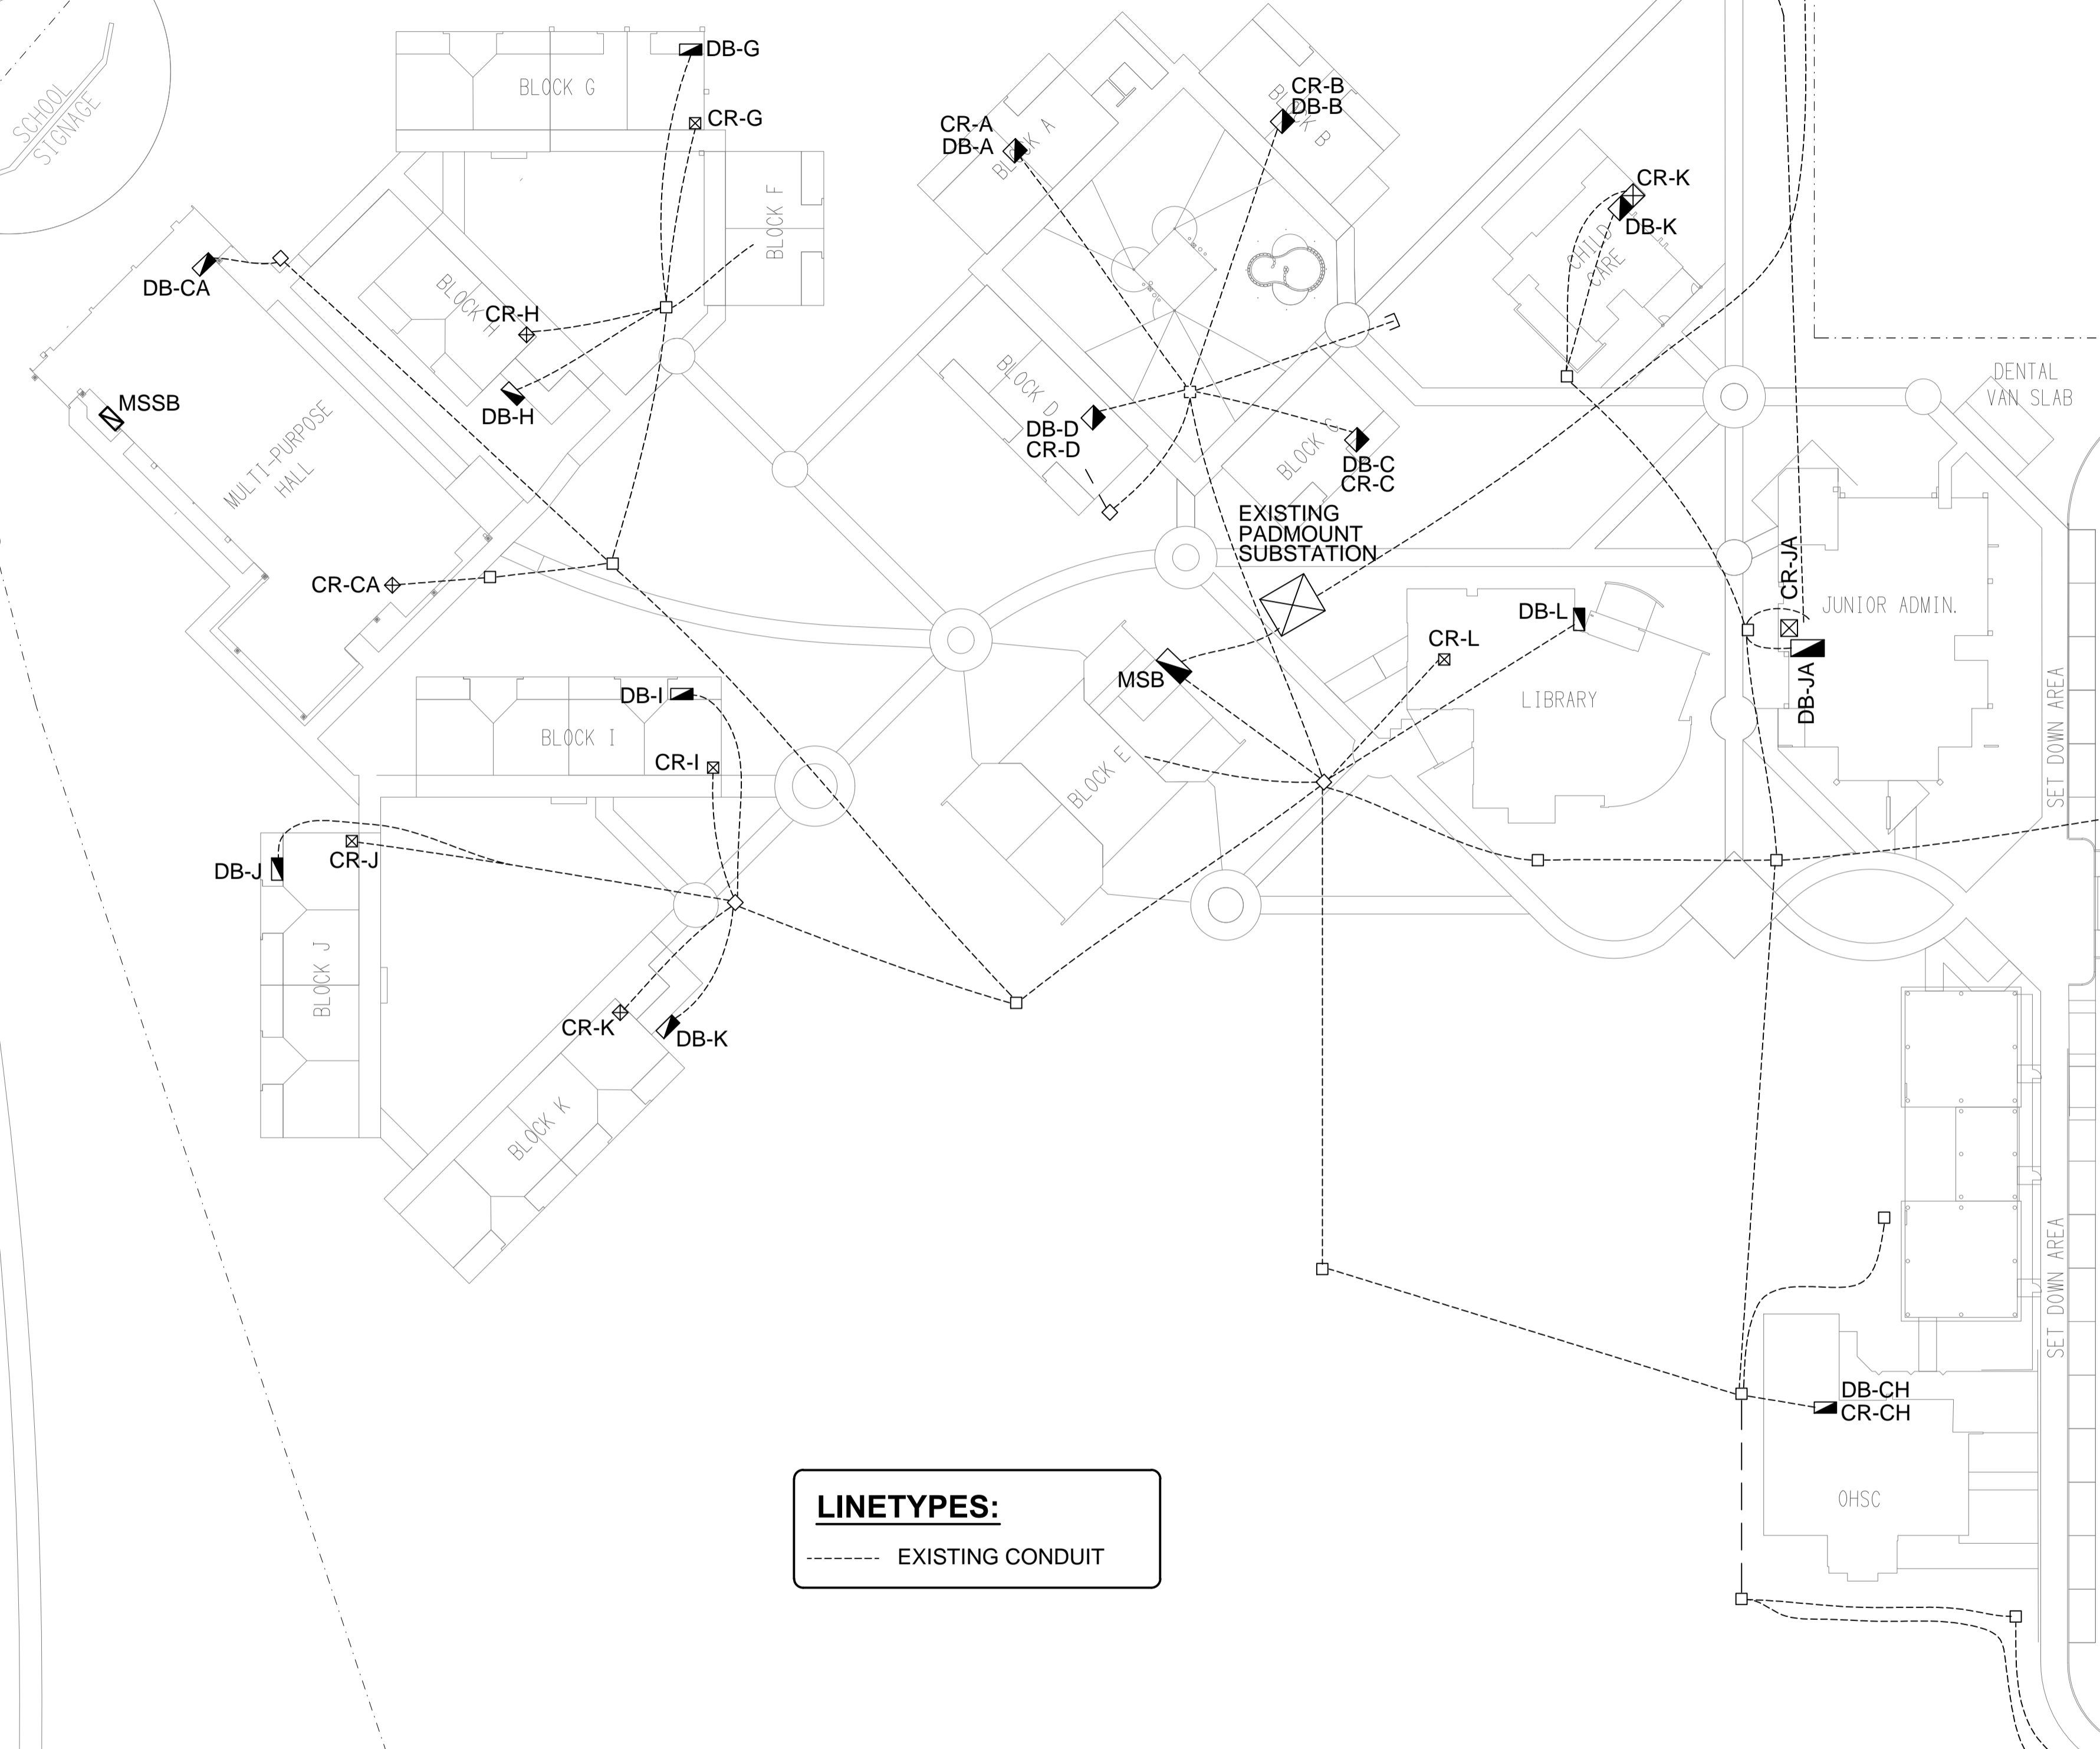 SCHOOL
SIGNAGE
DB-G
BLOCK G
CR-G
BLOCK F
CR-A
DB-A
BLOCK A
CR-B
DB-B
BLOCK B
CR-K
DB-K
CHILD
CARE
DB-CA
BLOCK H
CR-H
DB-H
MSSB
MULTI-PURPOSE
HALL
BLOCK D
DB-D
CR-D
BLOCK C
DB-C
CR-C
DENTAL
VAN SLAB
EXISTING
PADMOUNT
SUBSTATION
CR-CA
CR-JA
JUNIOR ADMIN.
DB-JA
DB-L
CR-L
LIBRARY
MSB
BLOCK E
DB-I
BLOCK I
CR-I
SET DOWN AREA
DB-J
CR-J
BLOCK J
CR-K
DB-K
BLOCK K
SET DOWN AREA
DB-CH
CR-CH
OHSC
LINETYPES:
EXISTING CONDUIT